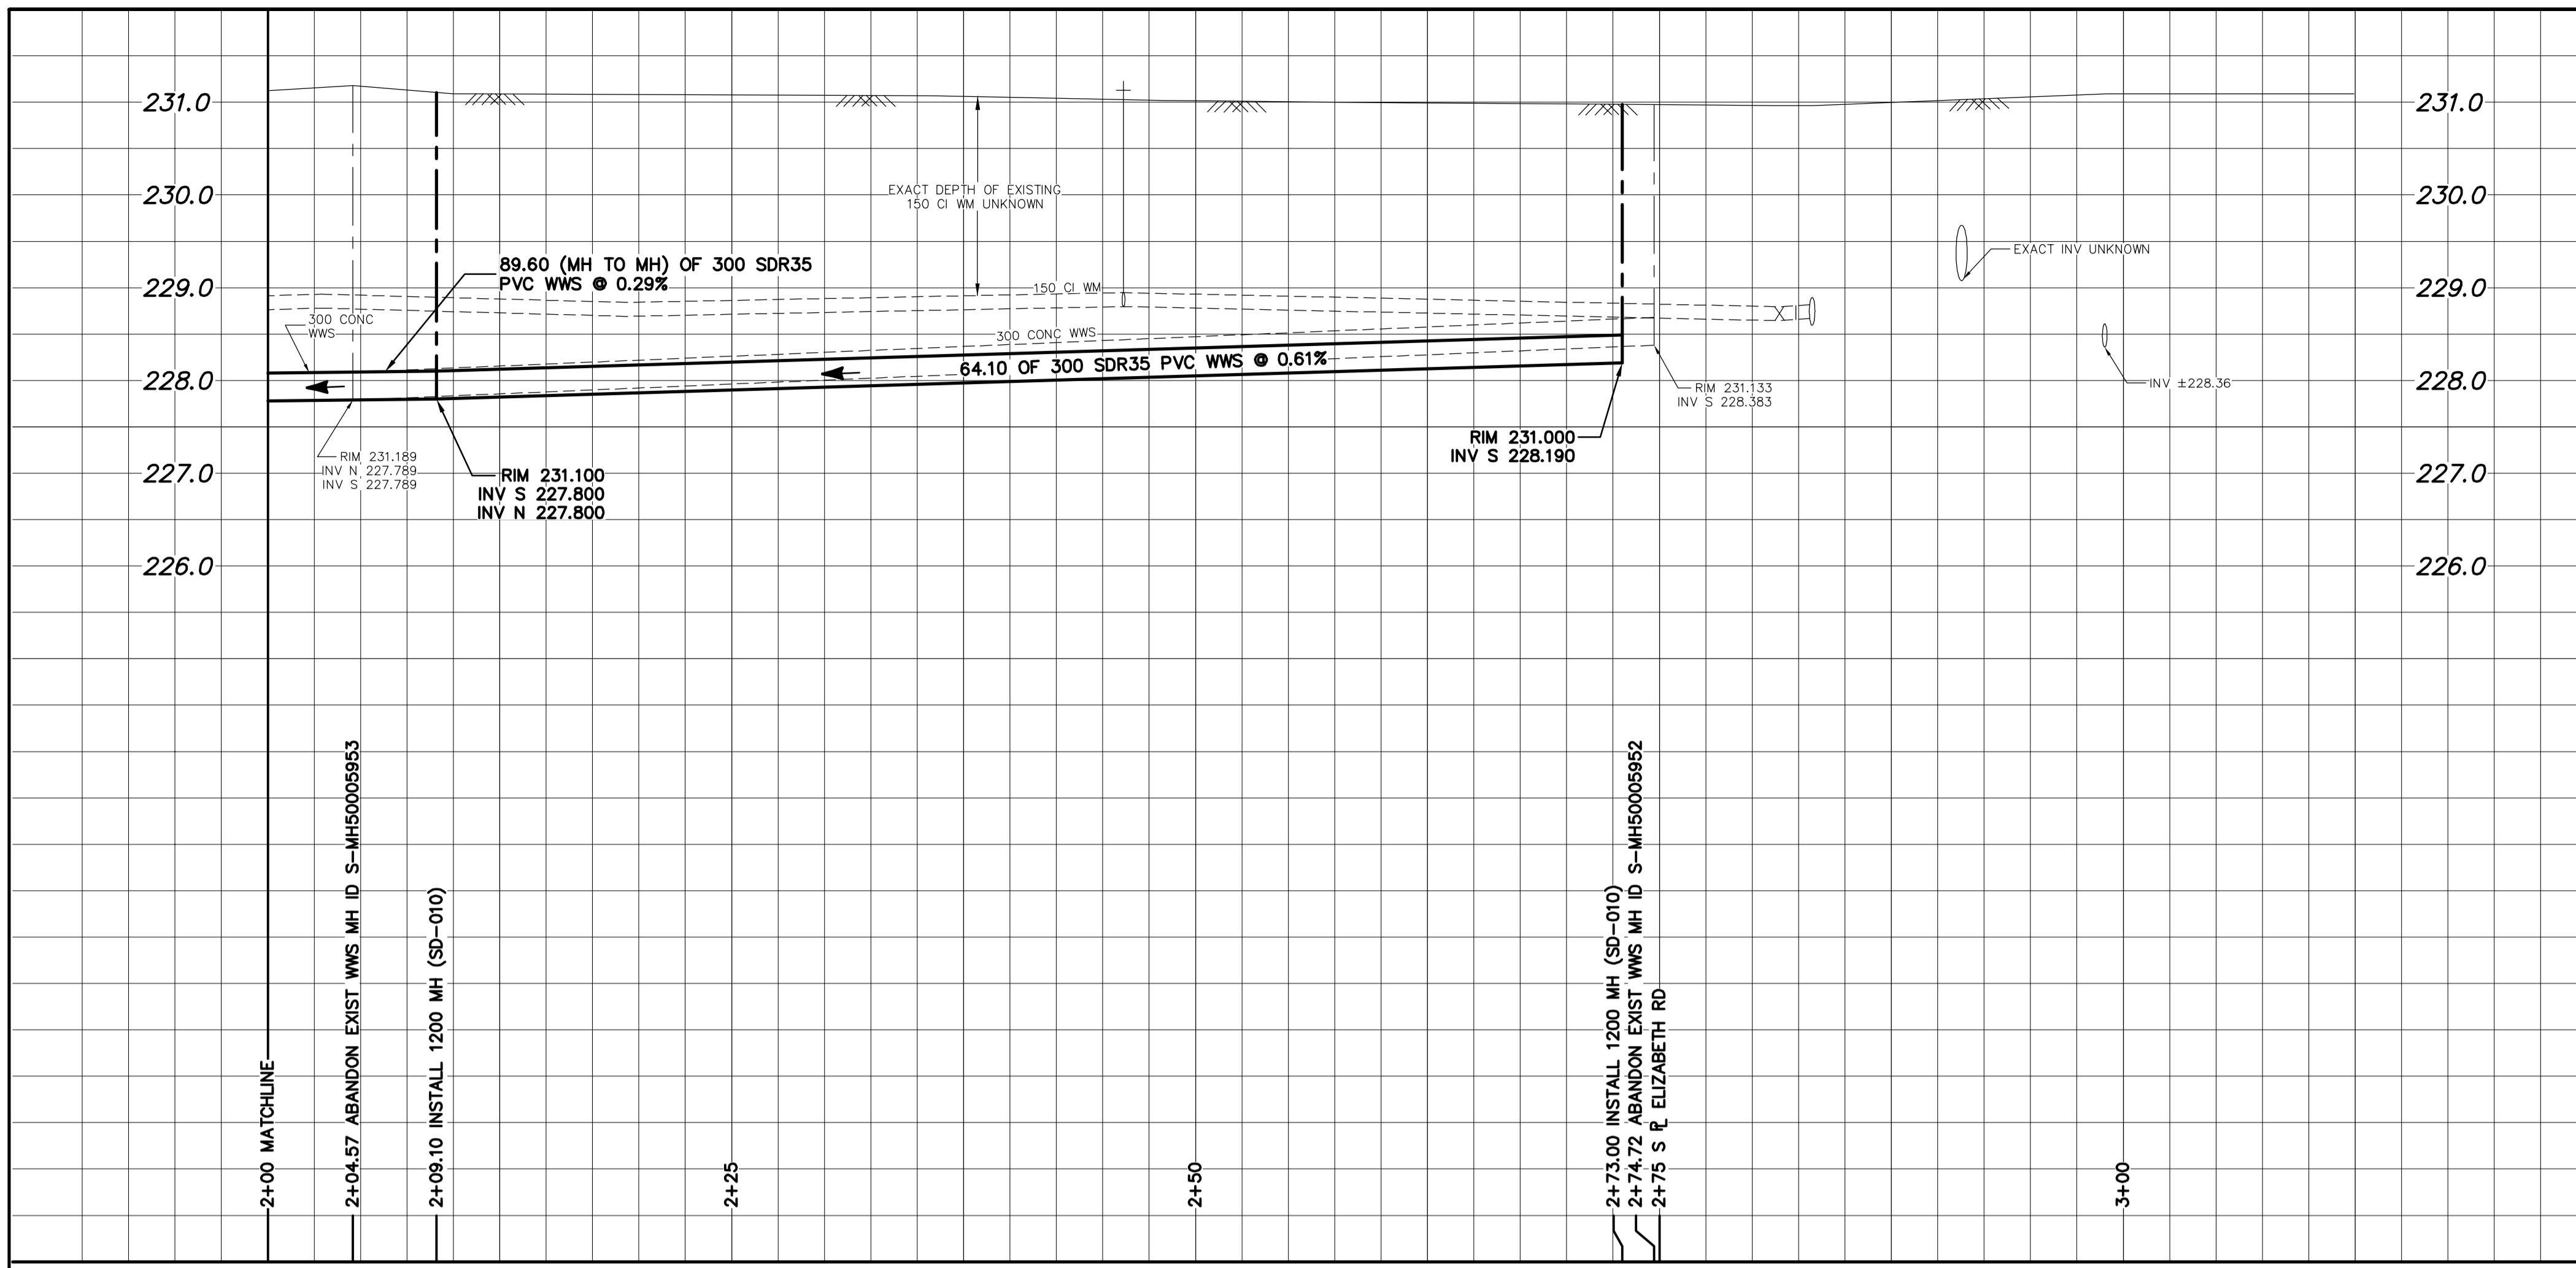 231.0
231.0
EXACT DEPTH OF EXISTING
150 CI WM UNKNOWN
230.0
230.0
EXACT INV UNKNOWN
89.60 (MH TO MH) OF 300 SDR35
PVC WWS @ 0.29%
229.0
150 CI WM
229.0
300 CONC
WWS
300 CONC WWS
64.10 OF 300 SDR35 PVC WWS @ 0.61%
228.0
228.0
RIM 231.133
INV S 228.383
INV ±228.36
RIM 231.000
INV S 228.190
RIM 231.189
INV N 227.789
INV S 227.789
227.0
227.0
RIM 231.100
INV S 227.800
INV N 227.800
226.0
226.0
2+00 MATCHLINE
2+04.57 ABANDON EXIST WWS MH ID S-MH50005953
2+09.10 INSTALL 1200 MH (SD-010)
2+25
2+50
2+73.00 INSTALL 1200 MH (SD-010)
2+74.72 ABANDON EXIST WWS MH ID S-MH50005952
2+75 S PL ELIZABETH RD
3+00